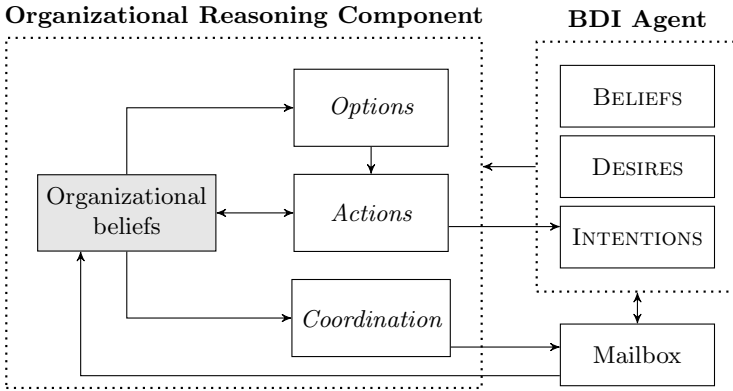 Organizational Reasoning Component
BDI Agent
Options
BELIEFS
DESIRES
Organizational
beliefs
Actions
INTENTIONS
Coordination
Mailbox